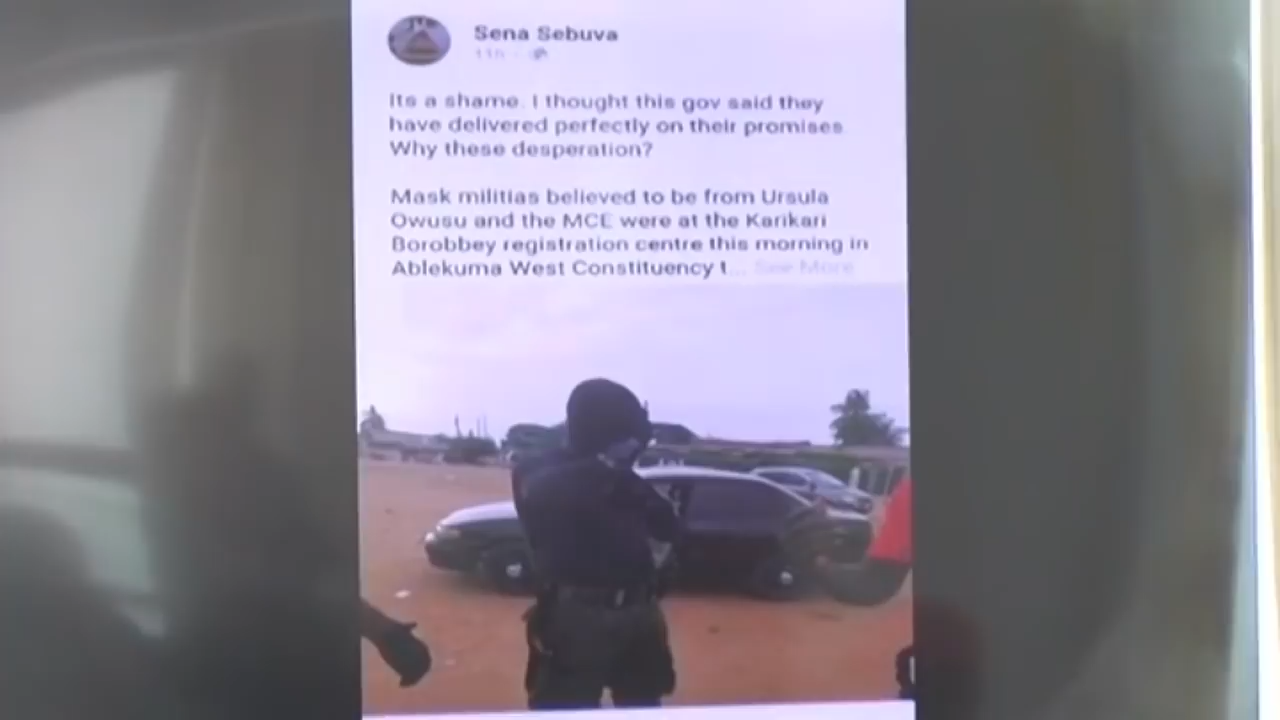 Sena Sebuva
11h
Its a shame. I thought this gov said they
have delivered perfectly on their promises
Why these desperation?
Mask militias believed to be from Ursula
Owusu and the MCE were at the Karikari
Borobbey registration centre this morning in
Ablekuma West Constituency t... See More